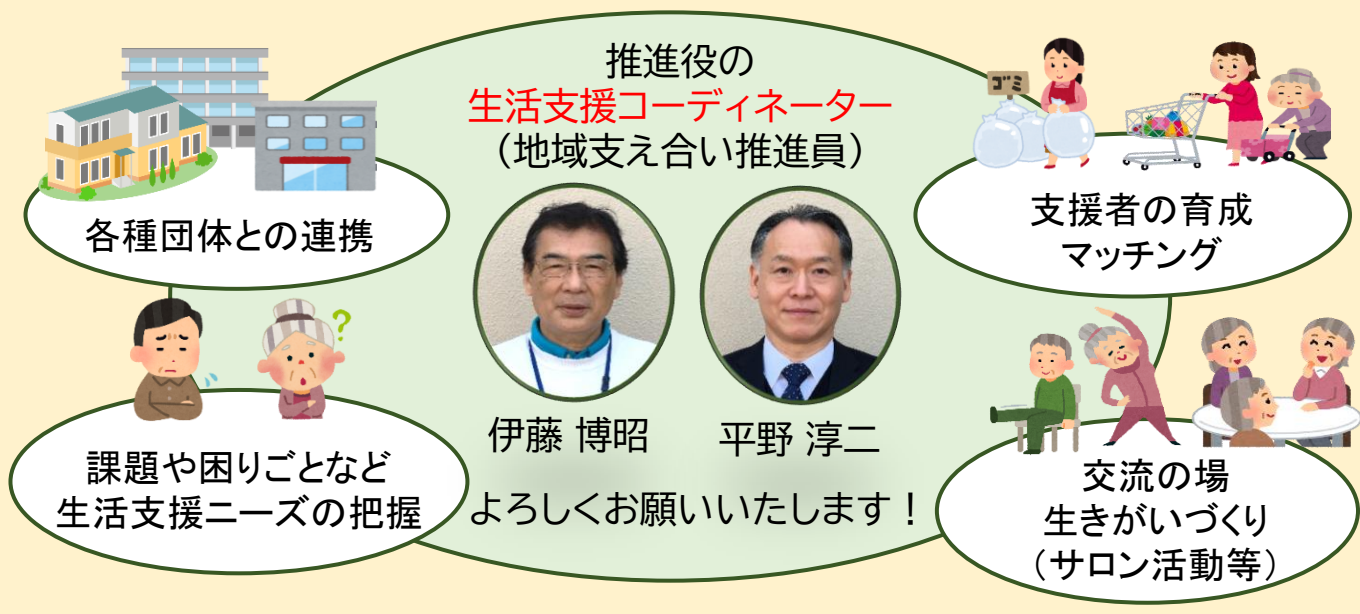 推進役の
生活支援コーディネーター
（地域支え合い推進員）
各種団体との連携
ゴミ
支援者の育成
マッチング
伊藤 博昭
平野 淳二
課題や困りごとなど
生活支援ニーズの把握
?
よろしくお願いいたします！
交流の場
生きがいづくり
（サロン活動等）